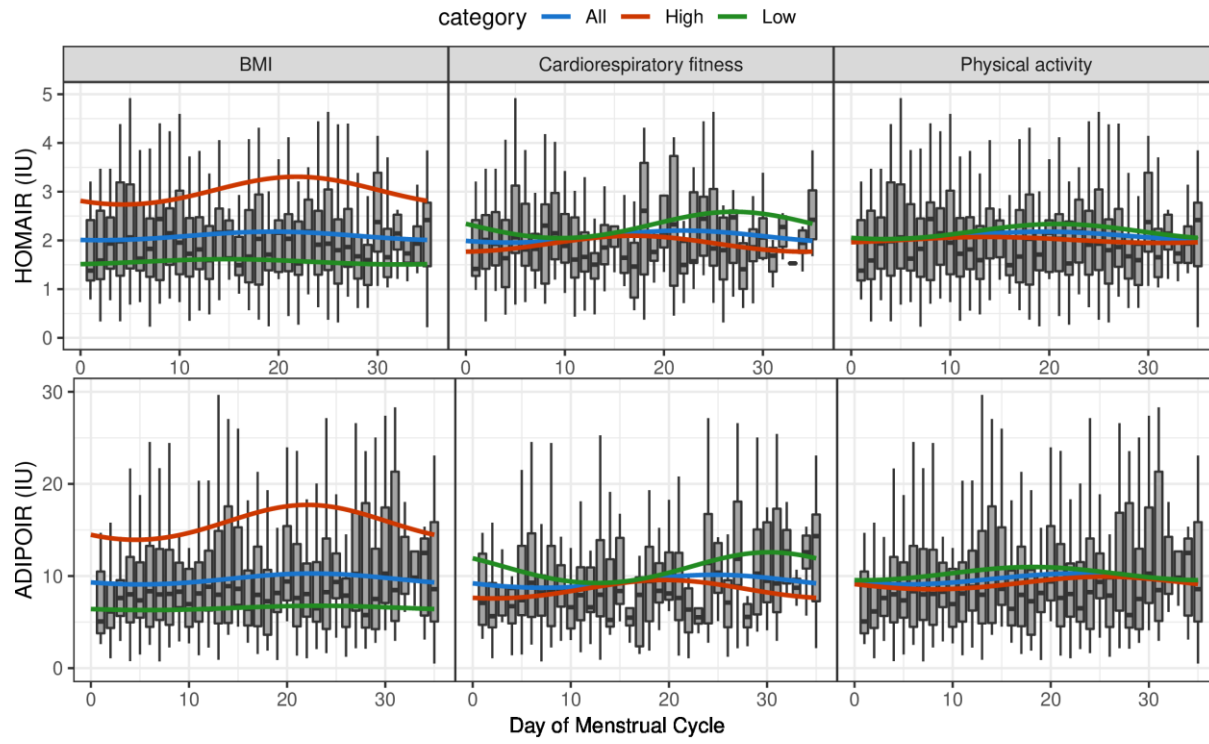 category All High Low
BMI Cardiorespiratory fitness Physical activity
HOMAIR (IU)
5
4
3
2
1
0
0 10 20 30 0 10 20 30 0 10 20 30
ADIPOIR (IU)
30
20
10
0
0 10 20 30 0 10 20 30 0 10 20 30
Day of Menstrual Cycle